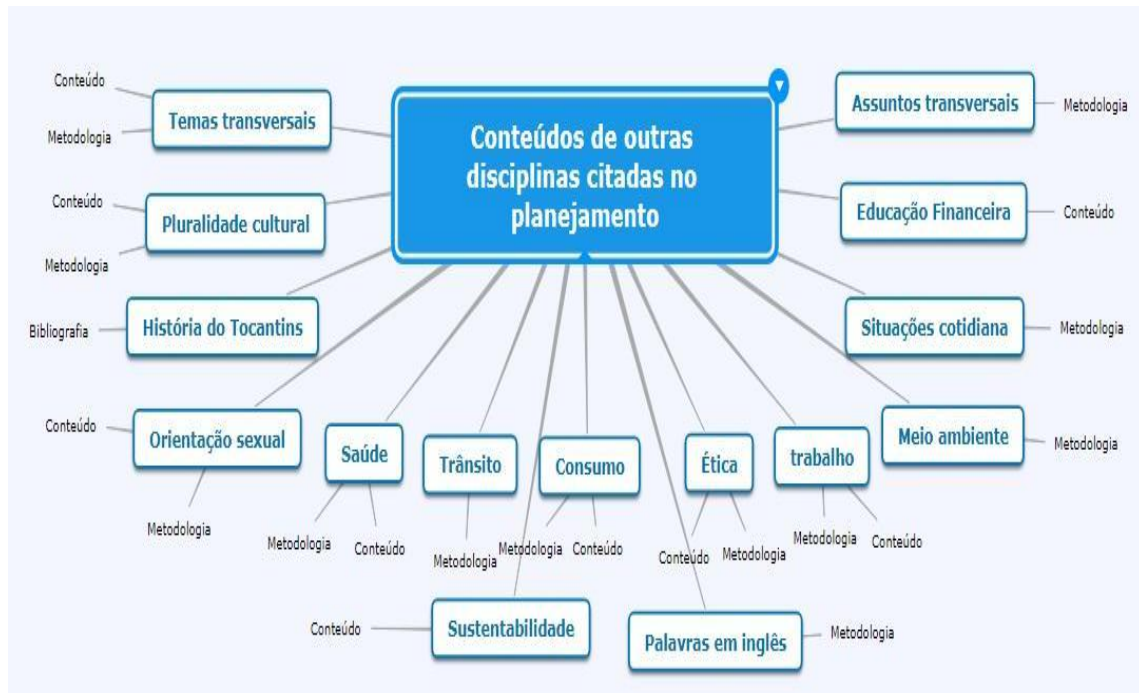 Conteúdos de outras
disciplinas citadas no
planejamento
Temas transversais
Conteúdo
Metodologia
Pluralidade cultural
Conteúdo
Metodologia
História do Tocantins
Bibliografia
Orientação sexual
Conteúdo
Metodologia
Saúde
Metodologia
Conteúdo
Trânsito
Metodologia
Consumo
Metodologia
Conteúdo
Ética
Conteúdo
Metodologia
trabalho
Metodologia
Conteúdo
Sustentabilidade
Conteúdo
Palavras em inglês
Metodologia
Assuntos transversais
Metodologia
Educação Financeira
Conteúdo
Situações cotidiana
Metodologia
Meio ambiente
Metodologia